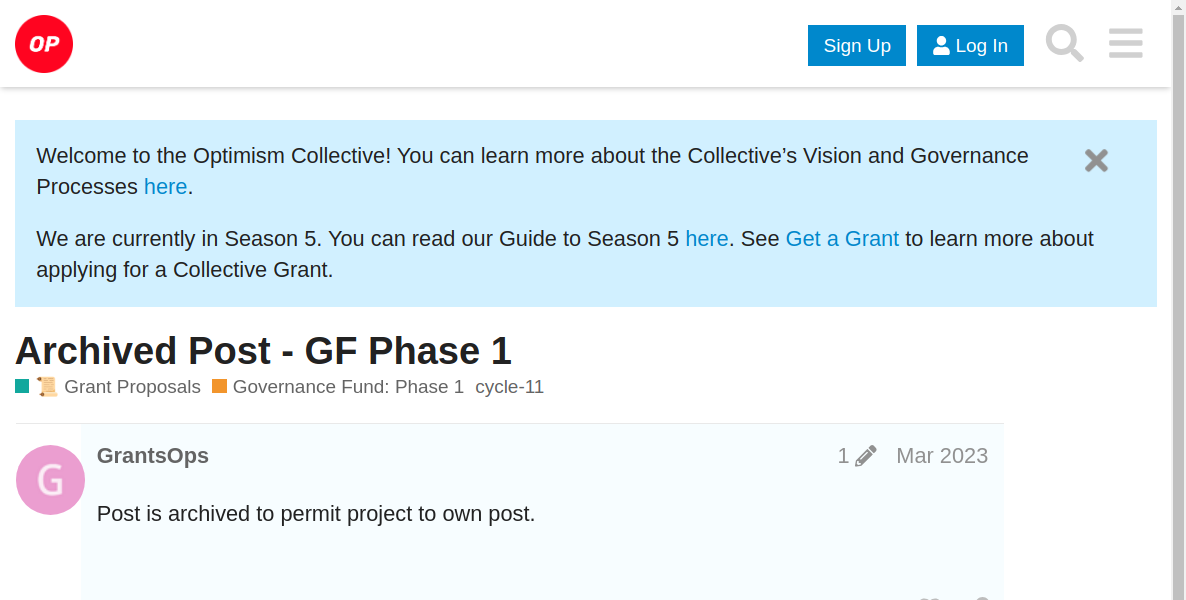 OP
Sign Up
Log In
Welcome to the Optimism Collective! You can learn more about the Collective’s Vision and Governance
Processes here.
We are currently in Season 5. You can read our Guide to Season 5 here. See Get a Grant to learn more about
applying for a Collective Grant.
Archived Post - GF Phase 1
📜 Grant Proposals Governance Fund: Phase 1 cycle-11
G
GrantsOps 1 Mar 2023
Post is archived to permit project to own post.